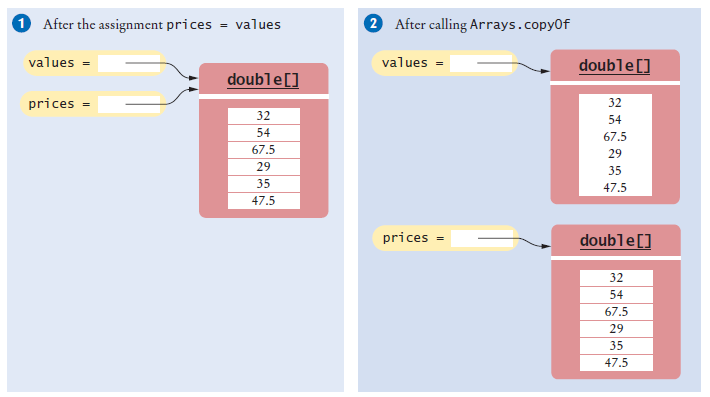 1 After the assignment prices = values
values =
prices =
double[]
32
54
67.5
29
35
47.5
2 After calling Arrays.copyOf
values =
double[]
32
54
67.5
29
35
47.5
prices =
double[]
32
54
67.5
29
35
47.5